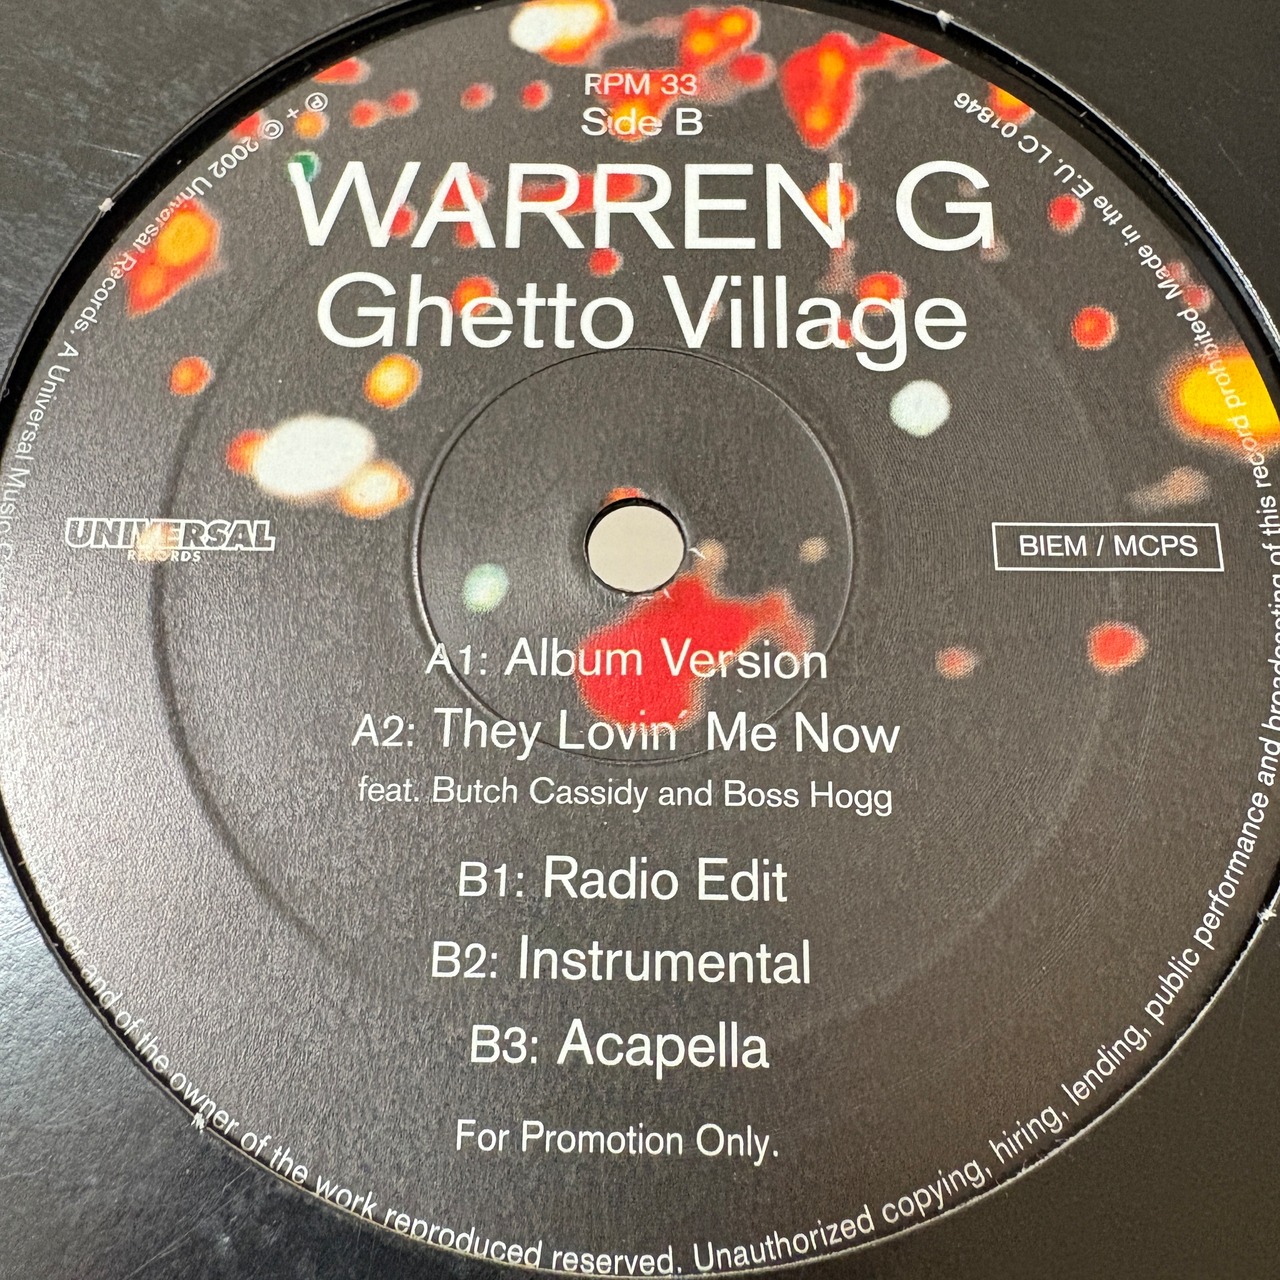 RPM 33
Side B
WARREN G
Ghetto Village
UNIVERSAL
RECORDS
BIEM / MCPS
A1: Album Version
A2: They Lovin´ Me Now
feat. Butch Cassidy and Boss Hogg
B1: Radio Edit
B2: Instrumental
B3: Acapella
For Promotion Only.
℗ + © 2002 Universal Records. A Universal Music
and of the owner of the work reproduced reserved. Unauthorized copying, hiring, lending, public performance and broadcasting of this record prohibited. Made in the E.U. LC 01846